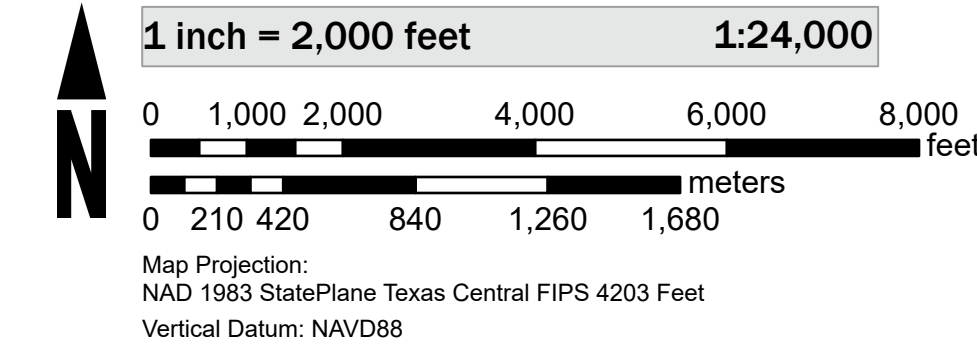 1 inch = 2,000 feet 1:24,000
0 1,000 2,000 4,000 6,000 8,000
feet
meters
0 210 420 840 1,260 1,680
N
Map Projection:
NAD 1983 StatePlane Texas Central FIPS 4203 Feet
Vertical Datum: NAVD88